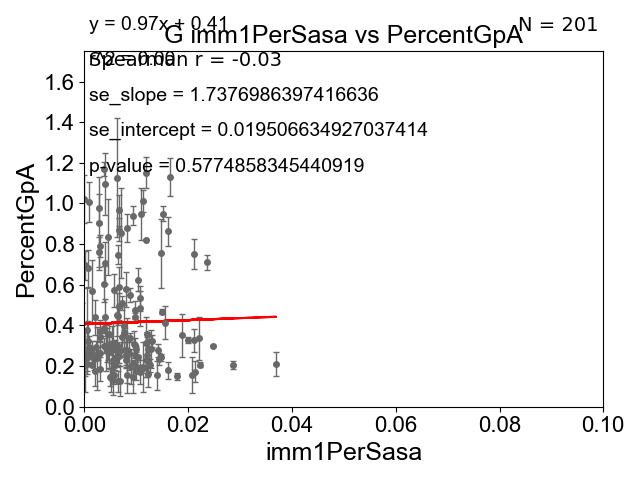 y = 0.97x + 0.41
N = 201
G imm1PerSasa vs PercentGpA
Spearman r = -0.03
se_slope = 1.7376986397416636
se_intercept = 0.019506634927037414
p-value = 0.5774858345440919
PercentGpA
1.6
1.4
1.2
1.0
0.8
0.6
0.4
0.2
0.0
0.00 0.02 0.04 0.06 0.08 0.10
imm1PerSasa